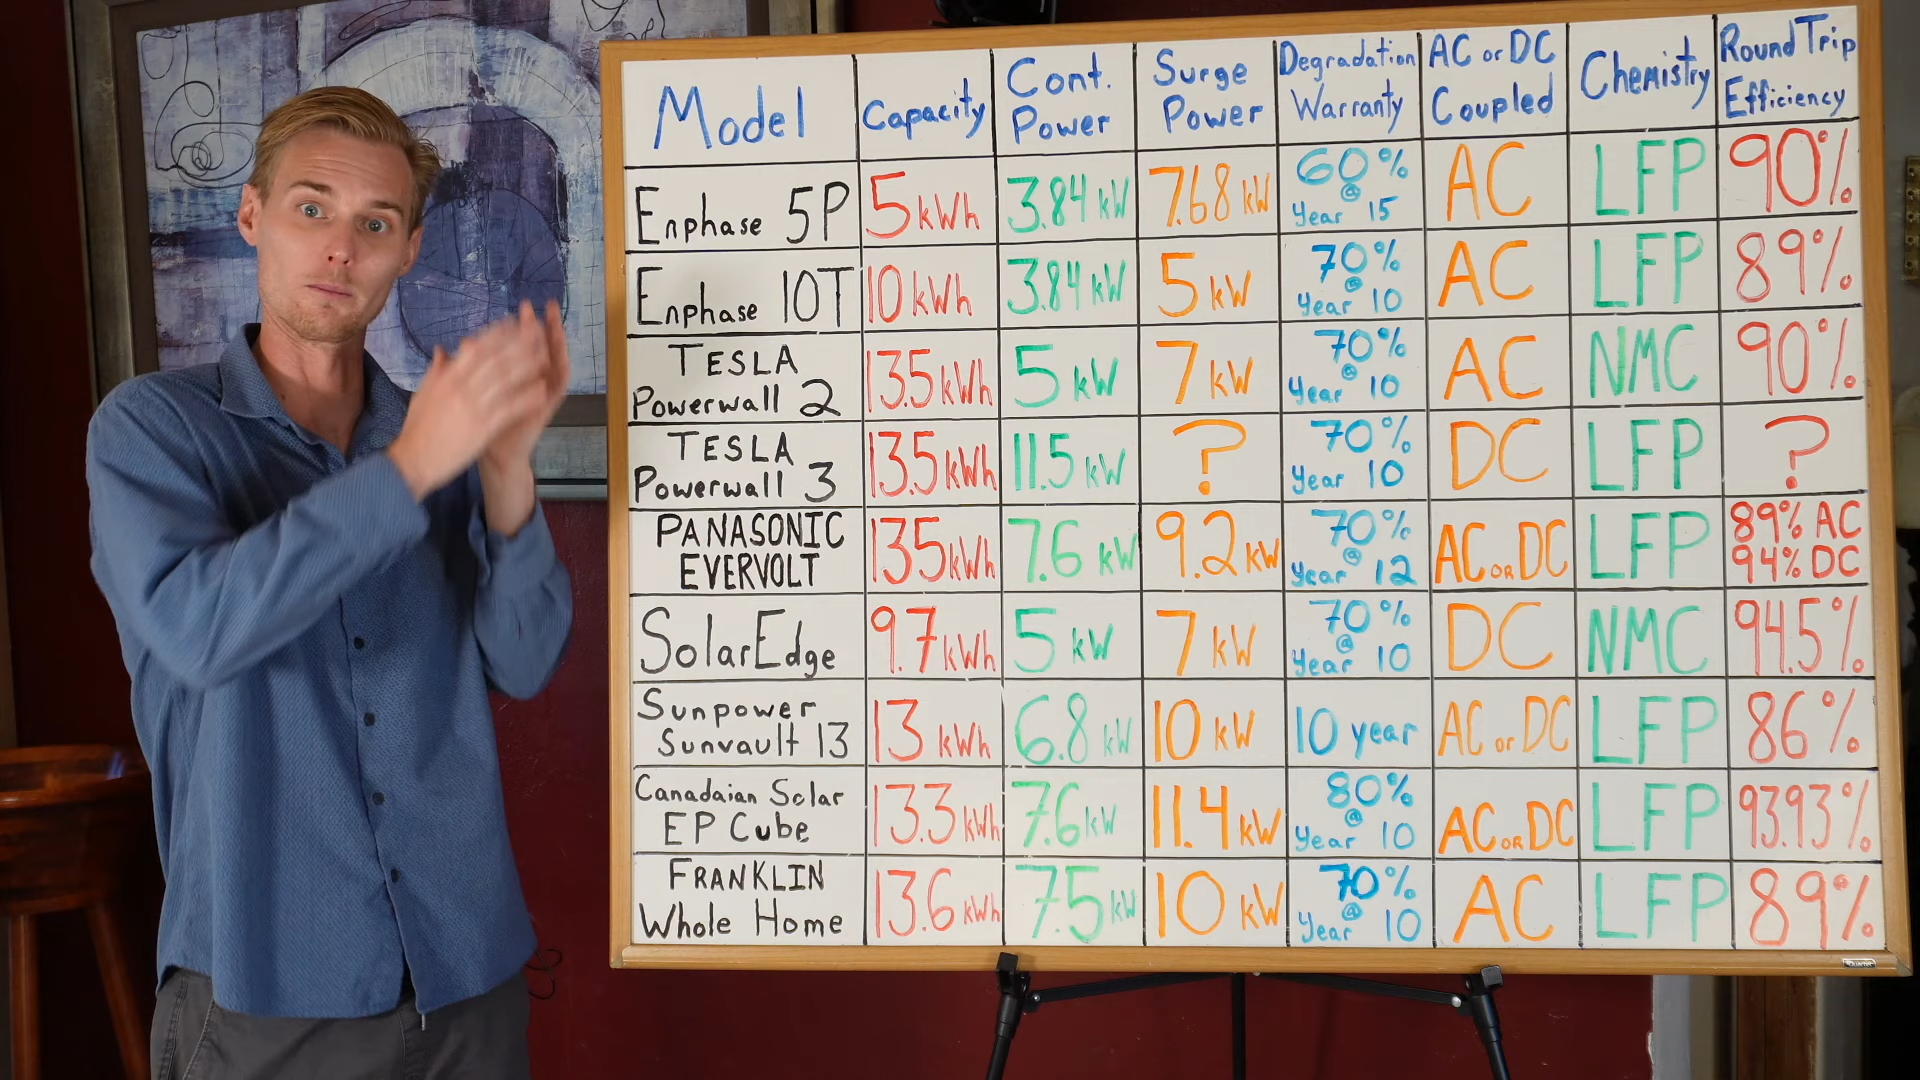 Model Capacity Cont. Power Surge Power Degradation Warranty AC or DC Coupled Chemistry Round Trip Efficiency
Enphase 5P 5 kWh 3.84 kW 7.68 kW 60% @ Year 15 AC LFP 90%
Enphase 10T 10 kWh 3.84 kW 5 kW 70% @ Year 10 AC LFP 89%
TESLA Powerwall 2 13.5 kWh 5 kW 7 kW 70% @ Year 10 AC NMC 90%
TESLA Powerwall 3 13.5 kWh 11.5 kW ? 70% @ Year 10 DC LFP ?
PANASONIC EVERVOLT 13.5 kWh 7.6 kW 9.2 kW 70% @ Year 12 AC OR DC LFP 89% AC 94% DC
SolarEdge 9.7 kWh 5 kW 7 kW 70% @ Year 10 DC NMC 94.5%
Sunpower Sunvault 13 13 kWh 6.8 kW 10 kW 10 year AC or DC LFP 86%
Canadaian Solar EP Cube 13.3 kWh 7.6 kW 11.4 kW 80% @ Year 10 AC OR DC LFP 93.93%
FRANKLIN Whole Home 13.6 kWh 7.5 kW 10 kW 70% @ Year 10 AC LFP 89%
Quartet